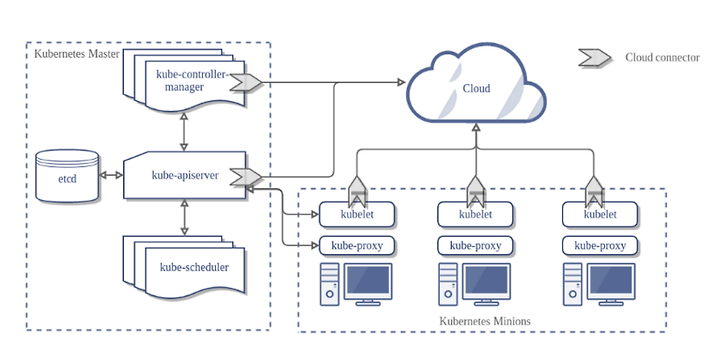 Kubernetes Master
kube-controller-
manager
Cloud
Cloud connector
etcd
kube-apiserver
kubelet
kubelet
kubelet
kube-proxy
kube-proxy
kube-proxy
kube-scheduler
Kubernetes Minions